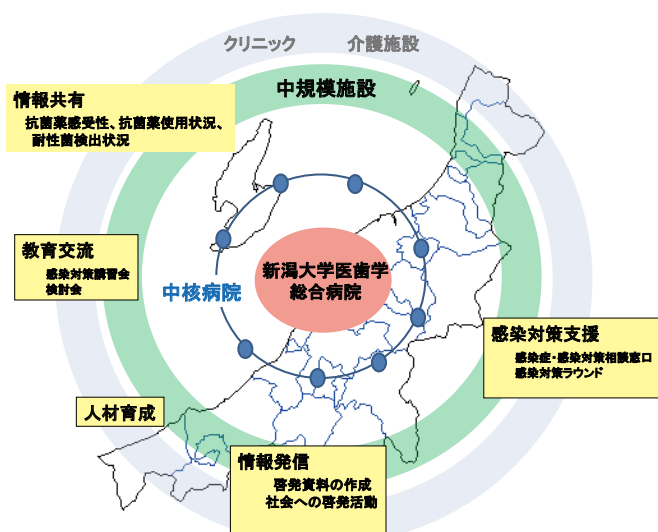 クリニック 介護施設
中規模施設
情報共有
抗菌薬感受性、抗菌薬使用状況、
耐性菌検出状況
教育交流
感染対策講習会
検討会
中核病院
新潟大学医歯学
総合病院
感染対策支援
感染症・感染対策相談窓口
感染対策ラウンド
人材育成
情報発信
啓発資料の作成
社会への啓発活動